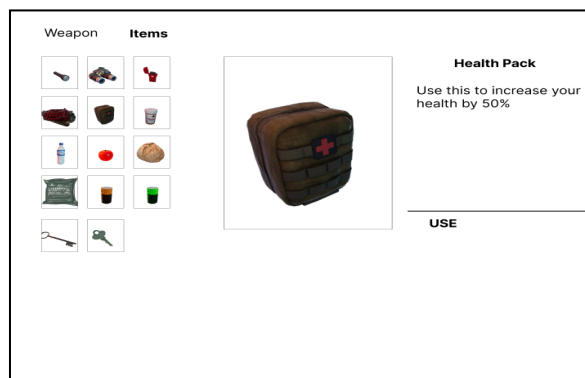 Weapon
Items
Health Pack
Use this to increase your
health by 50%
USE